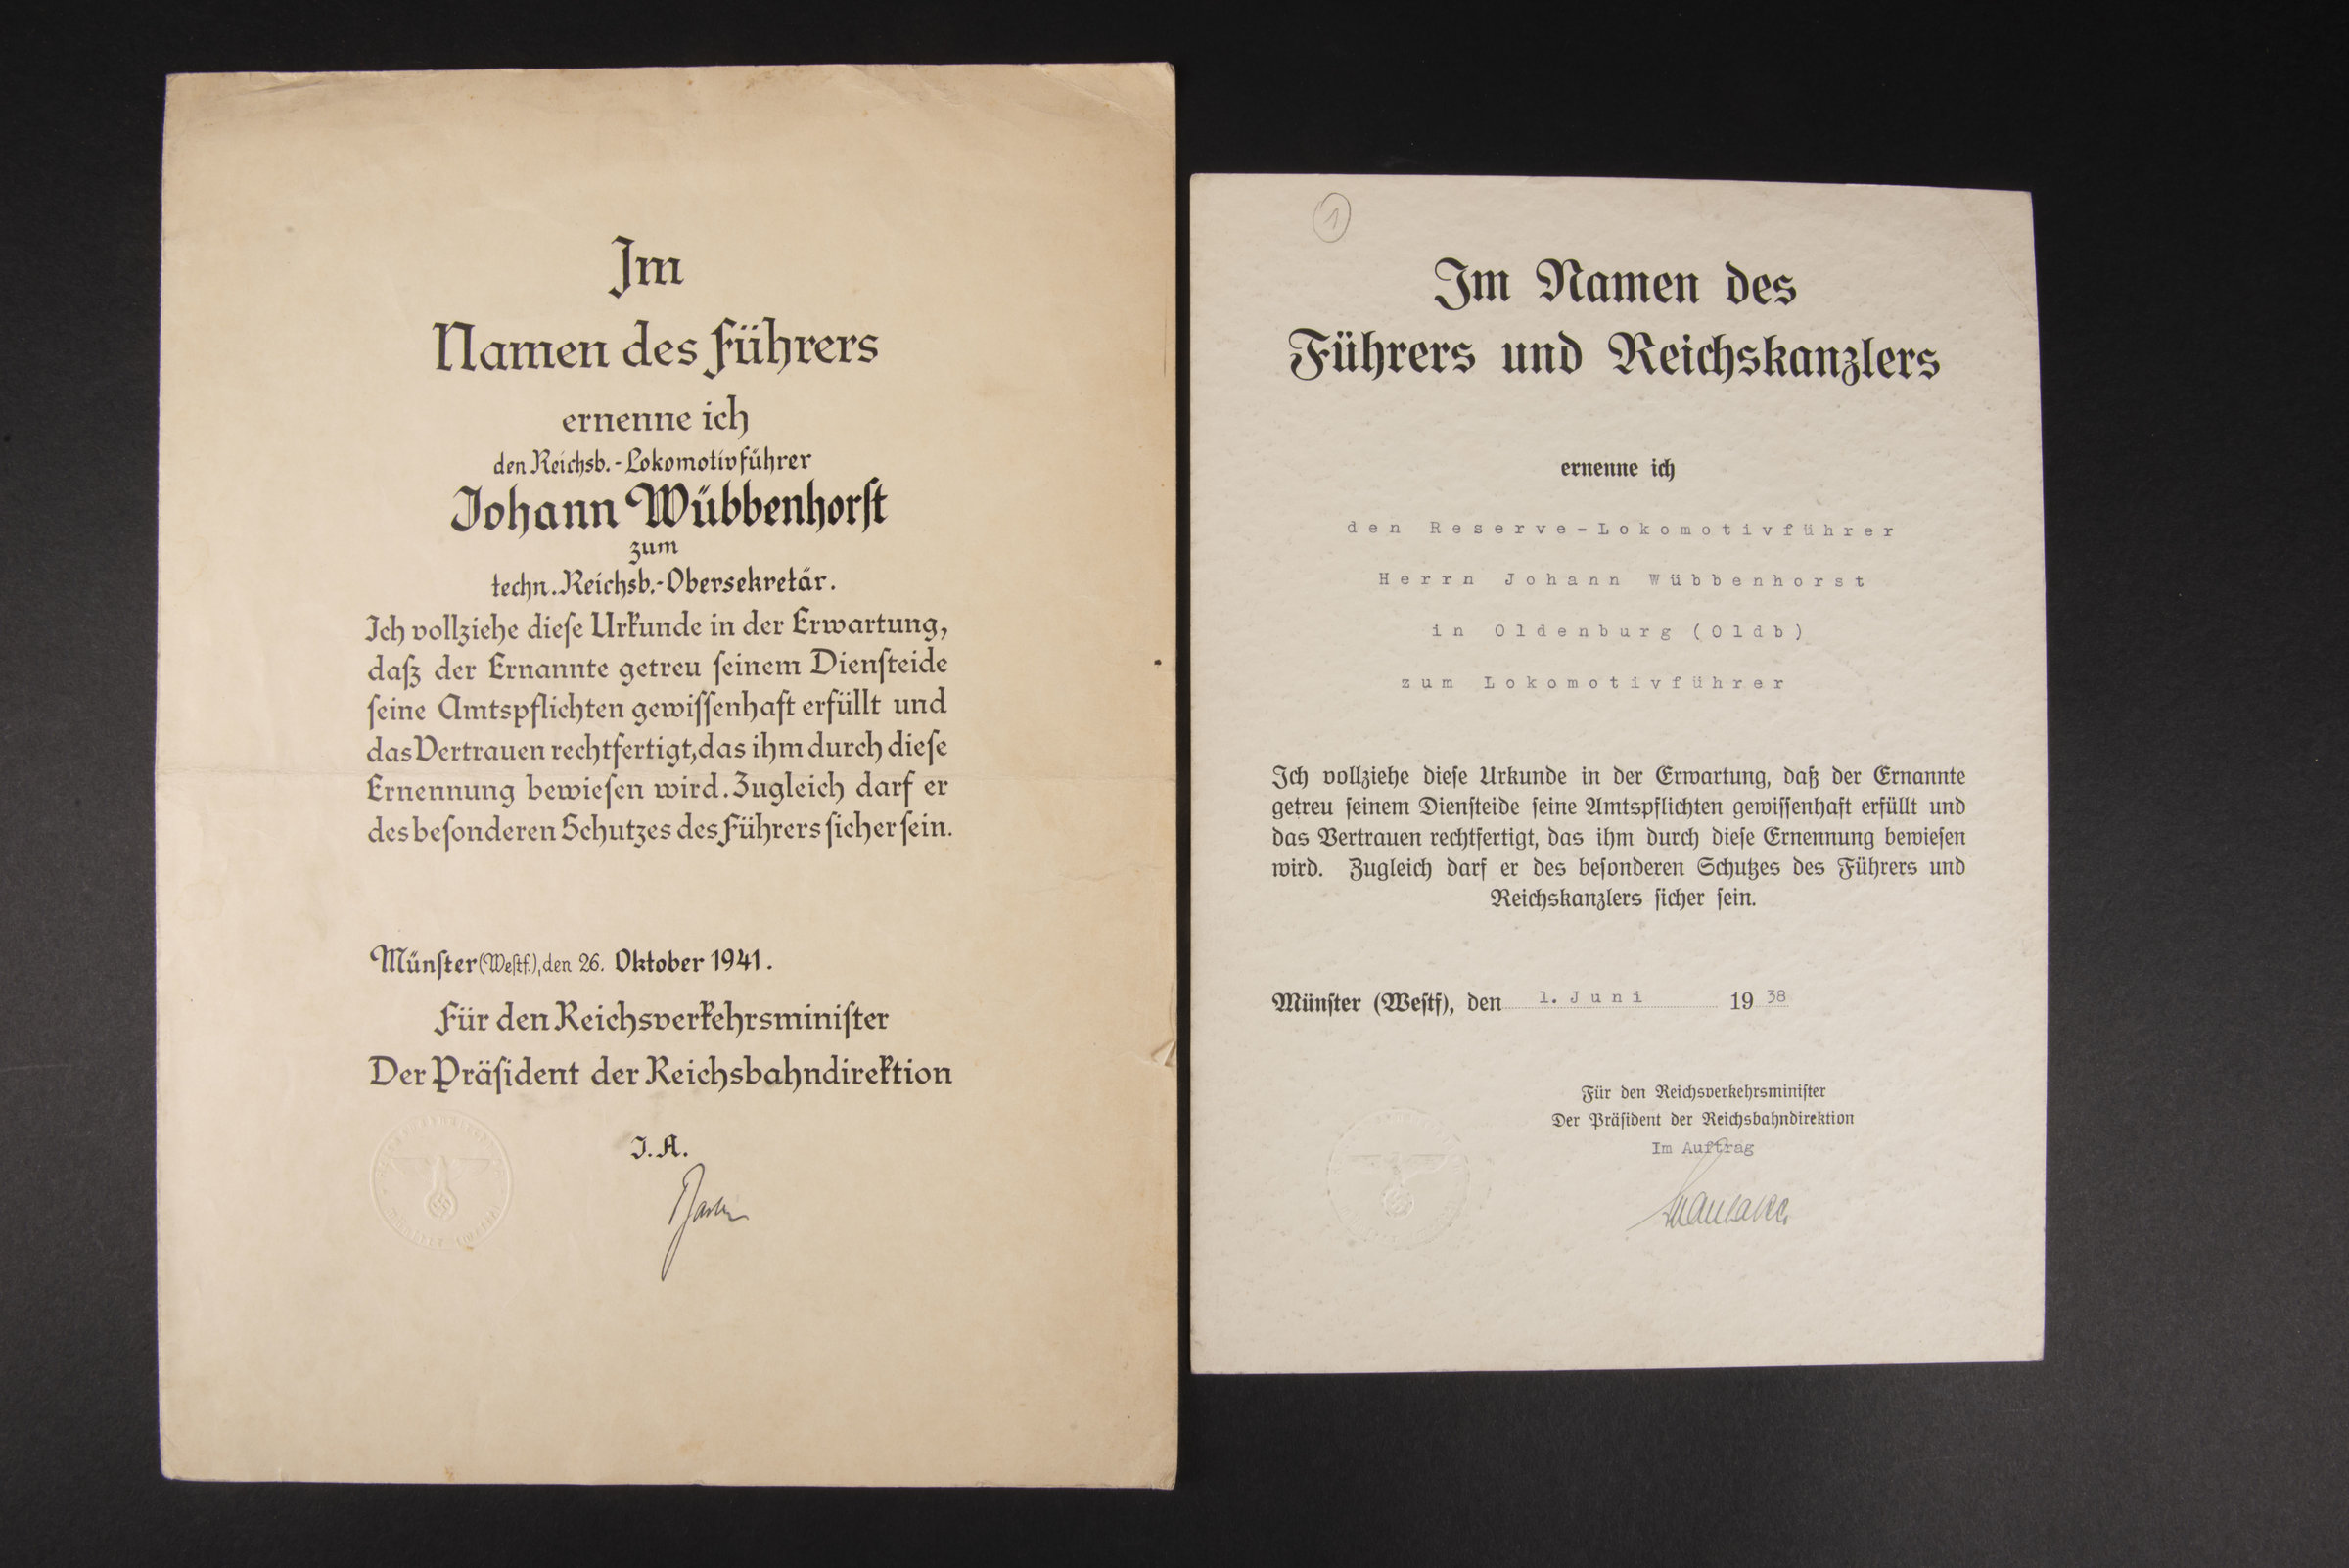 Im
Namen des Führers
ernenne ich
den Reichsb.-Lokomotivführer
Johann Wübbenhorſt
zum
techn. Reichsb.-Obersekretär.
Ich vollziehe dieſe Urkunde in der Erwartung,
daſz der Ernannte getreu ſeinem Dienſteide
ſeine Amtspflichten gewiſſenhaft erfüllt und
das Vertrauen rechtfertigt, das ihm durch dieſe
Ernennung bewieſen wird. Zugleich darf er
des beſonderen Schutzes des Führers ſicher ſein.
Münſter (Weſtf.), den 26. Oktober 1941.
Für den Reichsverkehrsminiſter
Der Präſident der Reichsbahndirektion
J.A.
1
Im Namen des
Führers und Reichskanzlers
ernenne ich
den Reserve-Lokomotivführer
Herrn Johann Wübbenhorst
in Oldenburg (Oldb)
zum Lokomotivführer
Ich vollziehe dieſe Urkunde in der Erwartung, daß der Ernannte
getreu ſeinem Dienſteide ſeine Amtspflichten gewiſſenhaft erfüllt und
das Vertrauen rechtfertigt, das ihm durch dieſe Ernennung bewieſen
wird. Zugleich darf er des beſonderen Schutzes des Führers und
Reichskanzlers ſicher ſein.
Münſter (Weſtf), den 1. Juni 1938
Für den Reichsverkehrsminiſter
Der Präſident der Reichsbahndirektion
Im Auftrag